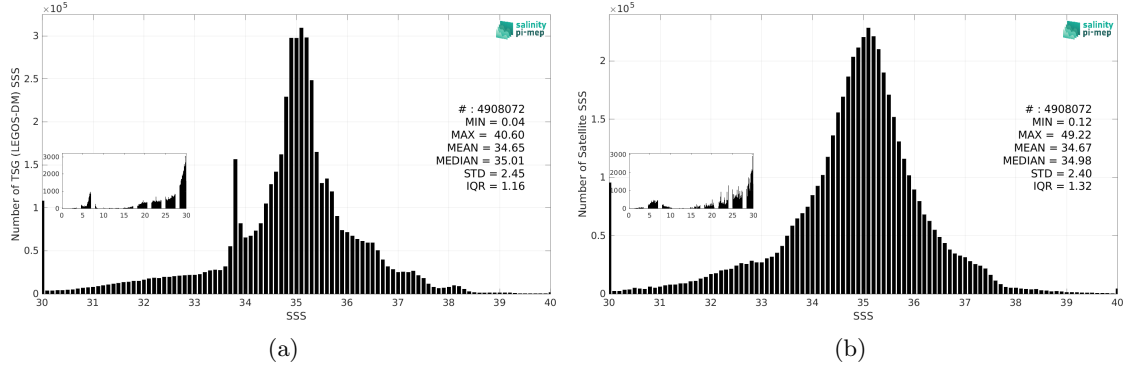 ×10⁵
salinity
pi-mep
Number of TSG (LEGOS-DM) SSS
3
2.5
2
1.5
1
0.5
0
# : 4908072
MIN = 0.04
MAX = 40.60
MEAN = 34.65
MEDIAN = 35.01
STD = 2.45
IQR = 1.16
3000
2000
1000
0
0 5 10 15 20 25 30
30 31 32 33 34 35 36 37 38 39 40
SSS
(a)
×10⁵
salinity
pi-mep
Number of Satellite SSS
2
1.5
1
0.5
0
# : 4908072
MIN = 0.12
MAX = 49.22
MEAN = 34.67
MEDIAN = 34.98
STD = 2.40
IQR = 1.32
3000
2000
1000
0
0 5 10 15 20 25 30
30 31 32 33 34 35 36 37 38 39 40
SSS
(b)